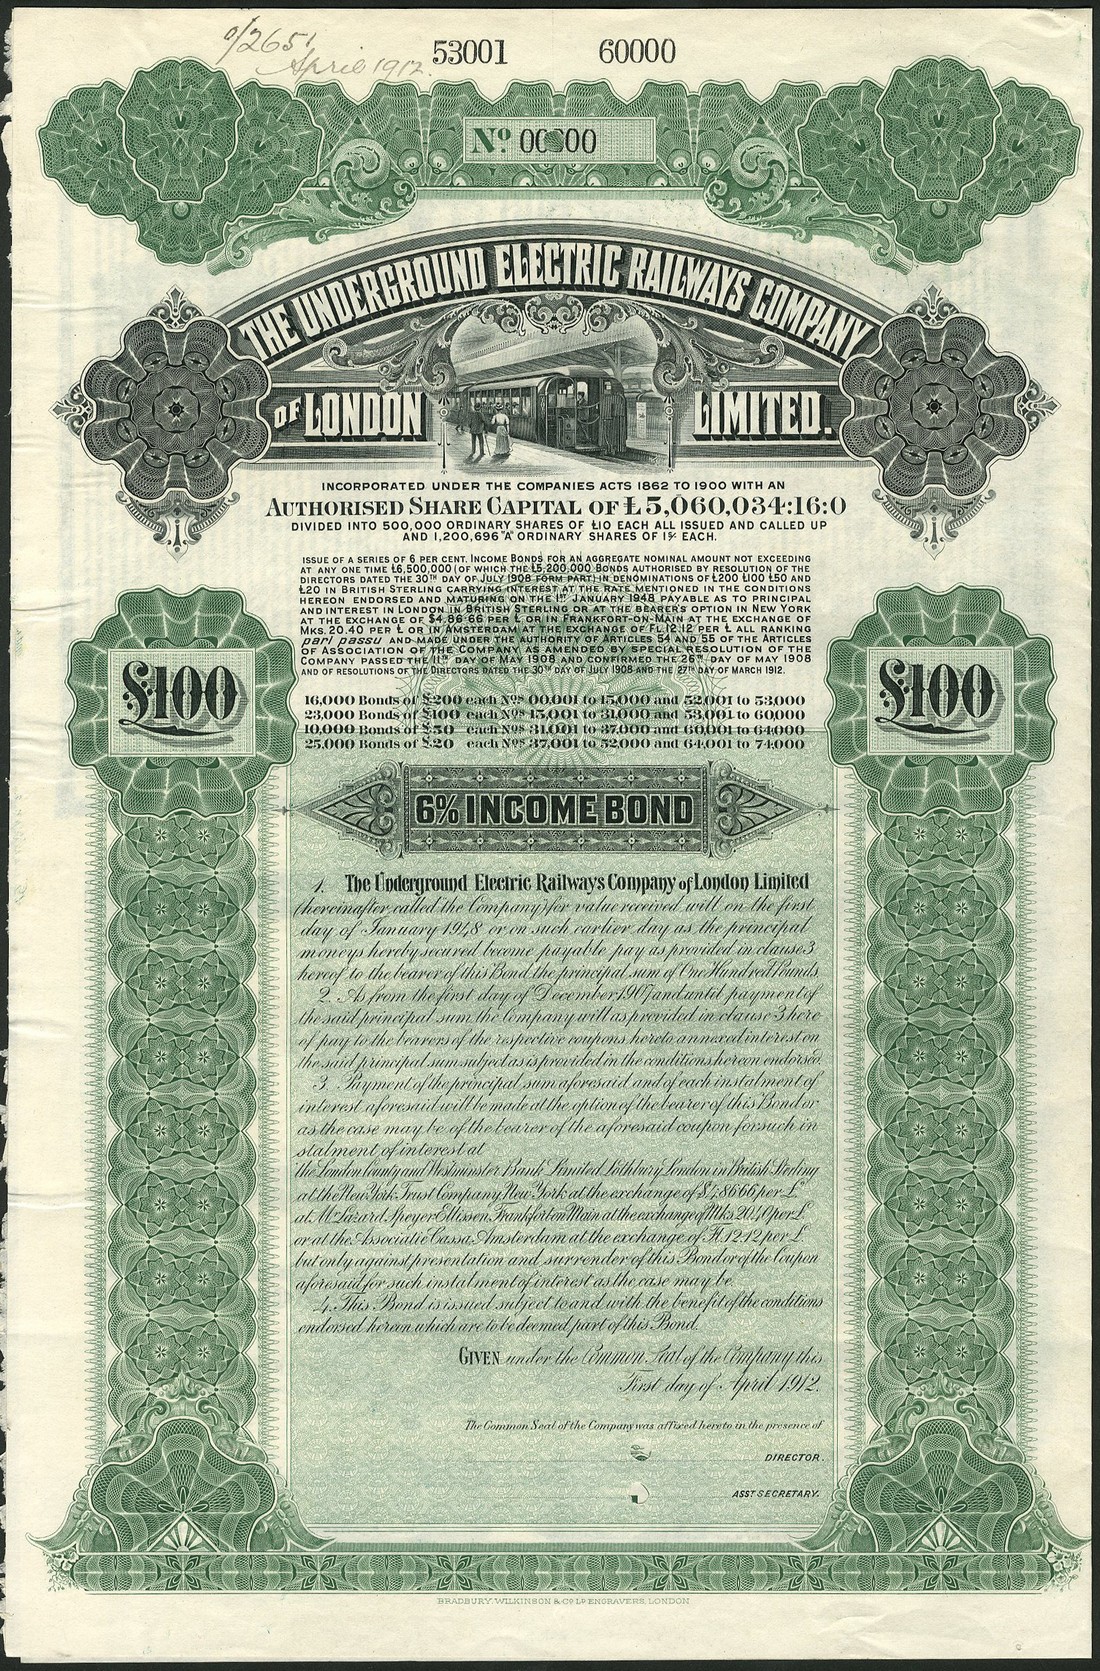 0/2651
April 1912.
53001 60000
No 00000
THE UNDERGROUND ELECTRIC RAILWAYS COMPANY
OF LONDON LIMITED.
INCORPORATED UNDER THE COMPANIES ACTS 1862 TO 1900 WITH AN
AUTHORISED SHARE CAPITAL OF £5,060,034:16:0
DIVIDED INTO 500,000 ORDINARY SHARES OF £10 EACH ALL ISSUED AND CALLED UP
AND 1,200,696 "A" ORDINARY SHARES OF 1S/- EACH.
ISSUE OF A SERIES OF 6 PER CENT. INCOME BONDS FOR AN AGGREGATE NOMINAL AMOUNT NOT EXCEEDING
AT ANY ONE TIME £6,500,000 (OF WHICH THE £5,200,000 BONDS AUTHORISED BY RESOLUTION OF THE
DIRECTORS DATED THE 30TH DAY OF JULY 1908 FORM PART) IN DENOMINATIONS OF £200 £100 £50 AND
£20 IN BRITISH STERLING CARRYING INTEREST AT THE RATE MENTIONED IN THE CONDITIONS
HEREON ENDORSED AND MATURING ON THE 1ST JANUARY 1948 PAYABLE AS TO PRINCIPAL
AND INTEREST IN LONDON IN BRITISH STERLING OR AT THE BEARER'S OPTION IN NEW YORK
AT THE EXCHANGE OF $4.86·66 PER £ OR IN FRANKFORT-ON-MAIN AT THE EXCHANGE OF
MKS. 20.40 PER £ OR IN AMSTERDAM AT THE EXCHANGE OF FL. 12.12 PER £ ALL RANKING
pari passu AND MADE UNDER THE AUTHORITY OF ARTICLES 54 AND 55 OF THE ARTICLES
OF ASSOCIATION OF THE COMPANY AS AMENDED BY SPECIAL RESOLUTION OF THE
COMPANY PASSED THE 11TH DAY OF MAY 1908 AND CONFIRMED THE 26TH DAY OF MAY 1908
AND OF RESOLUTIONS OF THE DIRECTORS DATED THE 30TH DAY OF JULY 1908 AND THE 27TH DAY OF MARCH 1912.
£100 £100
16,000 Bonds of £200 each Nos 00,001 to 15,000 and 52,001 to 53,000
23,000 Bonds of £100 each Nos 15,001 to 31,000 and 53,001 to 60,000
10,000 Bonds of £50 each Nos 31,001 to 37,000 and 60,001 to 64,000
25,000 Bonds of £20 each Nos 37,001 to 52,000 and 64,001 to 74,000
6% INCOME BOND
1. The Underground Electric Railways Company of London Limited
(hereinafter called the Company) for value received will on the first
day of January 1948 or on such earlier day as the principal
moneys hereby secured become payable pay as provided in clause 3
hereof to the bearer of this Bond the principal sum of One Hundred Pounds
2. As from the first day of December 1907 and until payment of
the said principal sum the Company will as provided in clause 3 here
of pay to the bearers of the respective coupons hereto annexed interest on
the said principal sum subject as is provided in the conditions hereon endorsed
3. Payment of the principal sum aforesaid and of each instalment of
interest aforesaid will be made at the option of the bearer of this Bond or
as the case may be of the bearer of the aforesaid coupon for such in
stalment of interest at
the London County and Westminster Bank Limited Lothbury London in British Sterling
at the New York Trust Company New York at the exchange of $4.8666 per £
at Mr Lazard Speyer Ellissen, Frankfort on Main at the exchange of Mks 20.40 per £
or at the Associatie Cassa Amsterdam at the exchange of Fl. 12·12 per £
but only against presentation and surrender of this Bond or of the Coupon
aforesaid for such instalment of interest as the case may be.
4. This Bond is issued subject to and with the benefit of the conditions
endorsed hereon which are to be deemed part of this Bond.
GIVEN under the Common Seal of the Company this
First day of April 1912.
The Common Seal of the Company was affixed hereto in the presence of
DIRECTOR.
ASST SECRETARY.
BRADBURY, WILKINSON & CO LD ENGRAVERS, LONDON